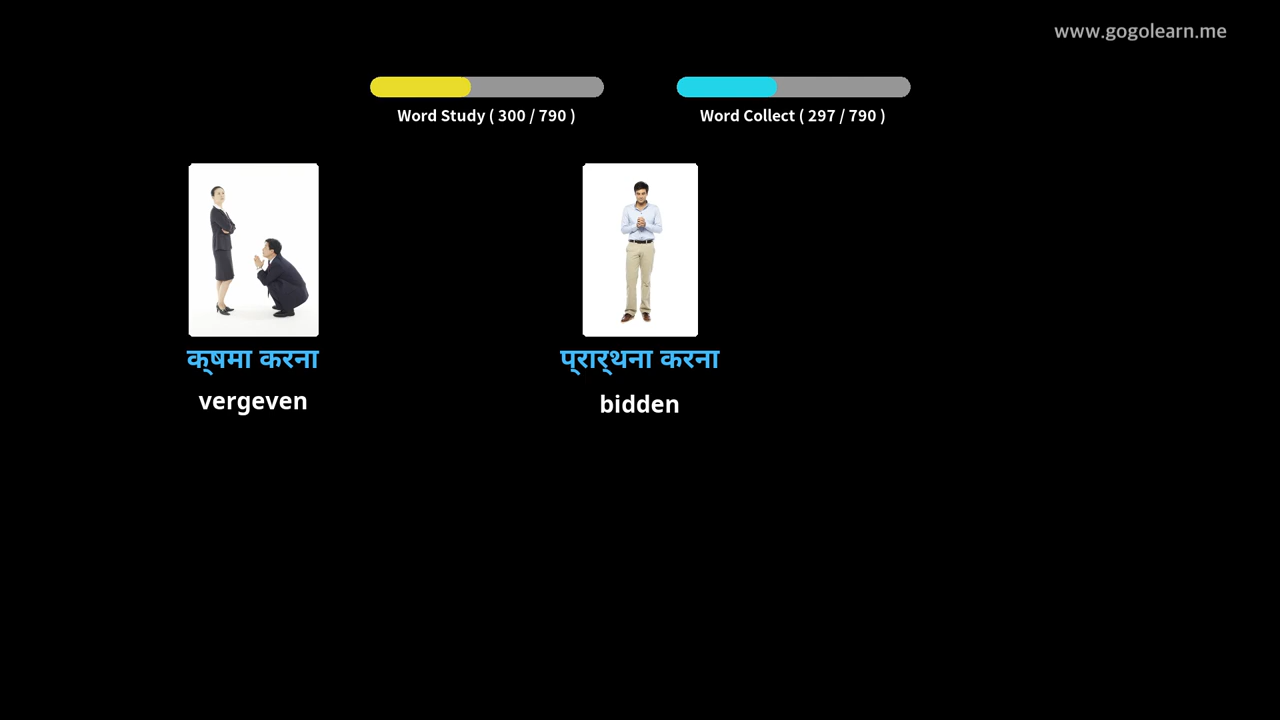 www.gogolearn.me
Word Study ( 300 / 790 )
Word Collect ( 297 / 790 )
क्षमा करना
प्रार्थना करना
vergeven
bidden